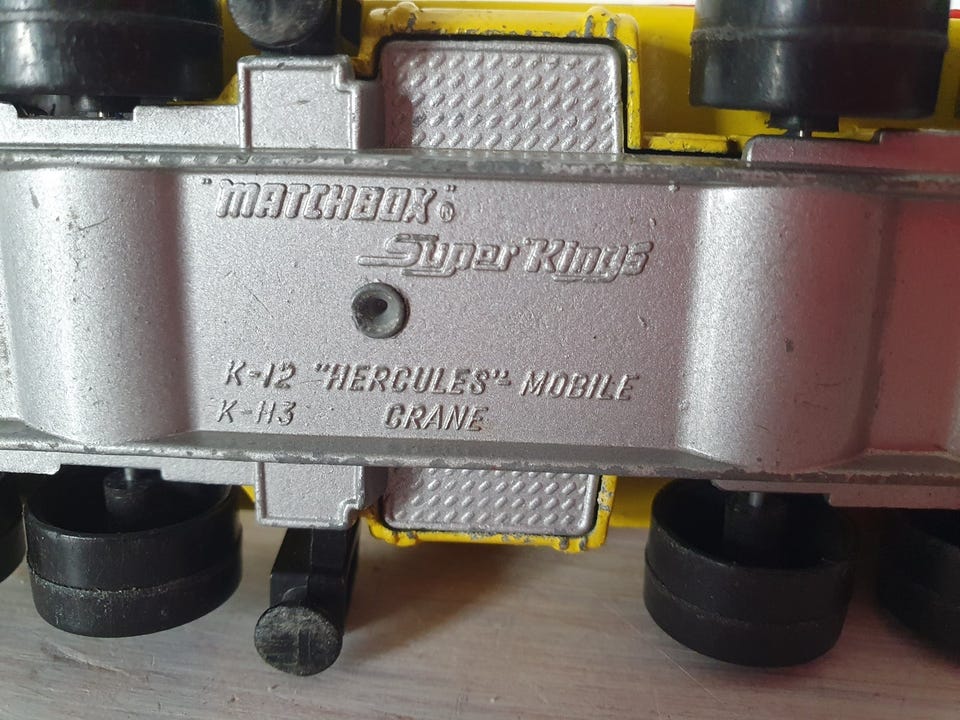 "MATCHBOX"®
Super Kings
K-12 "HERCULES" MOBILE
K-113 CRANE